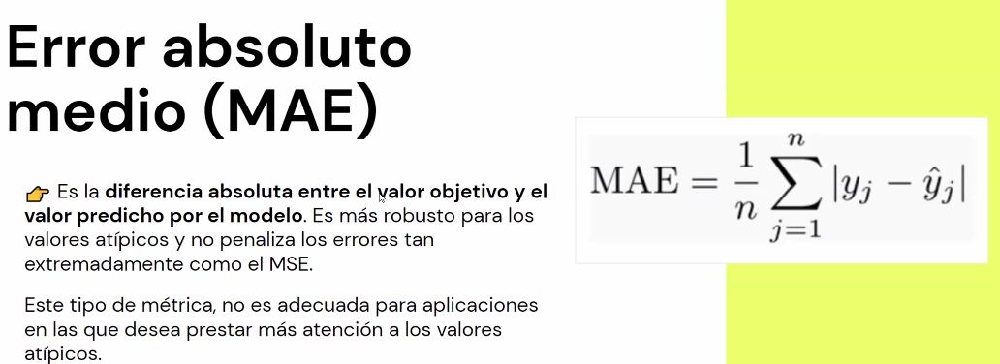 Error absoluto
medio (MAE)
👉 Es la diferencia absoluta entre el valor objetivo y el
valor predicho por el modelo. Es más robusto para los
valores atípicos y no penaliza los errores tan
extremadamente como el MSE.
Este tipo de métrica, no es adecuada para aplicaciones
en las que desea prestar más atención a los valores
atípicos.
MAE = \frac{1}{n} \sum_{j=1}^{n} |y_j - ŷ_j|